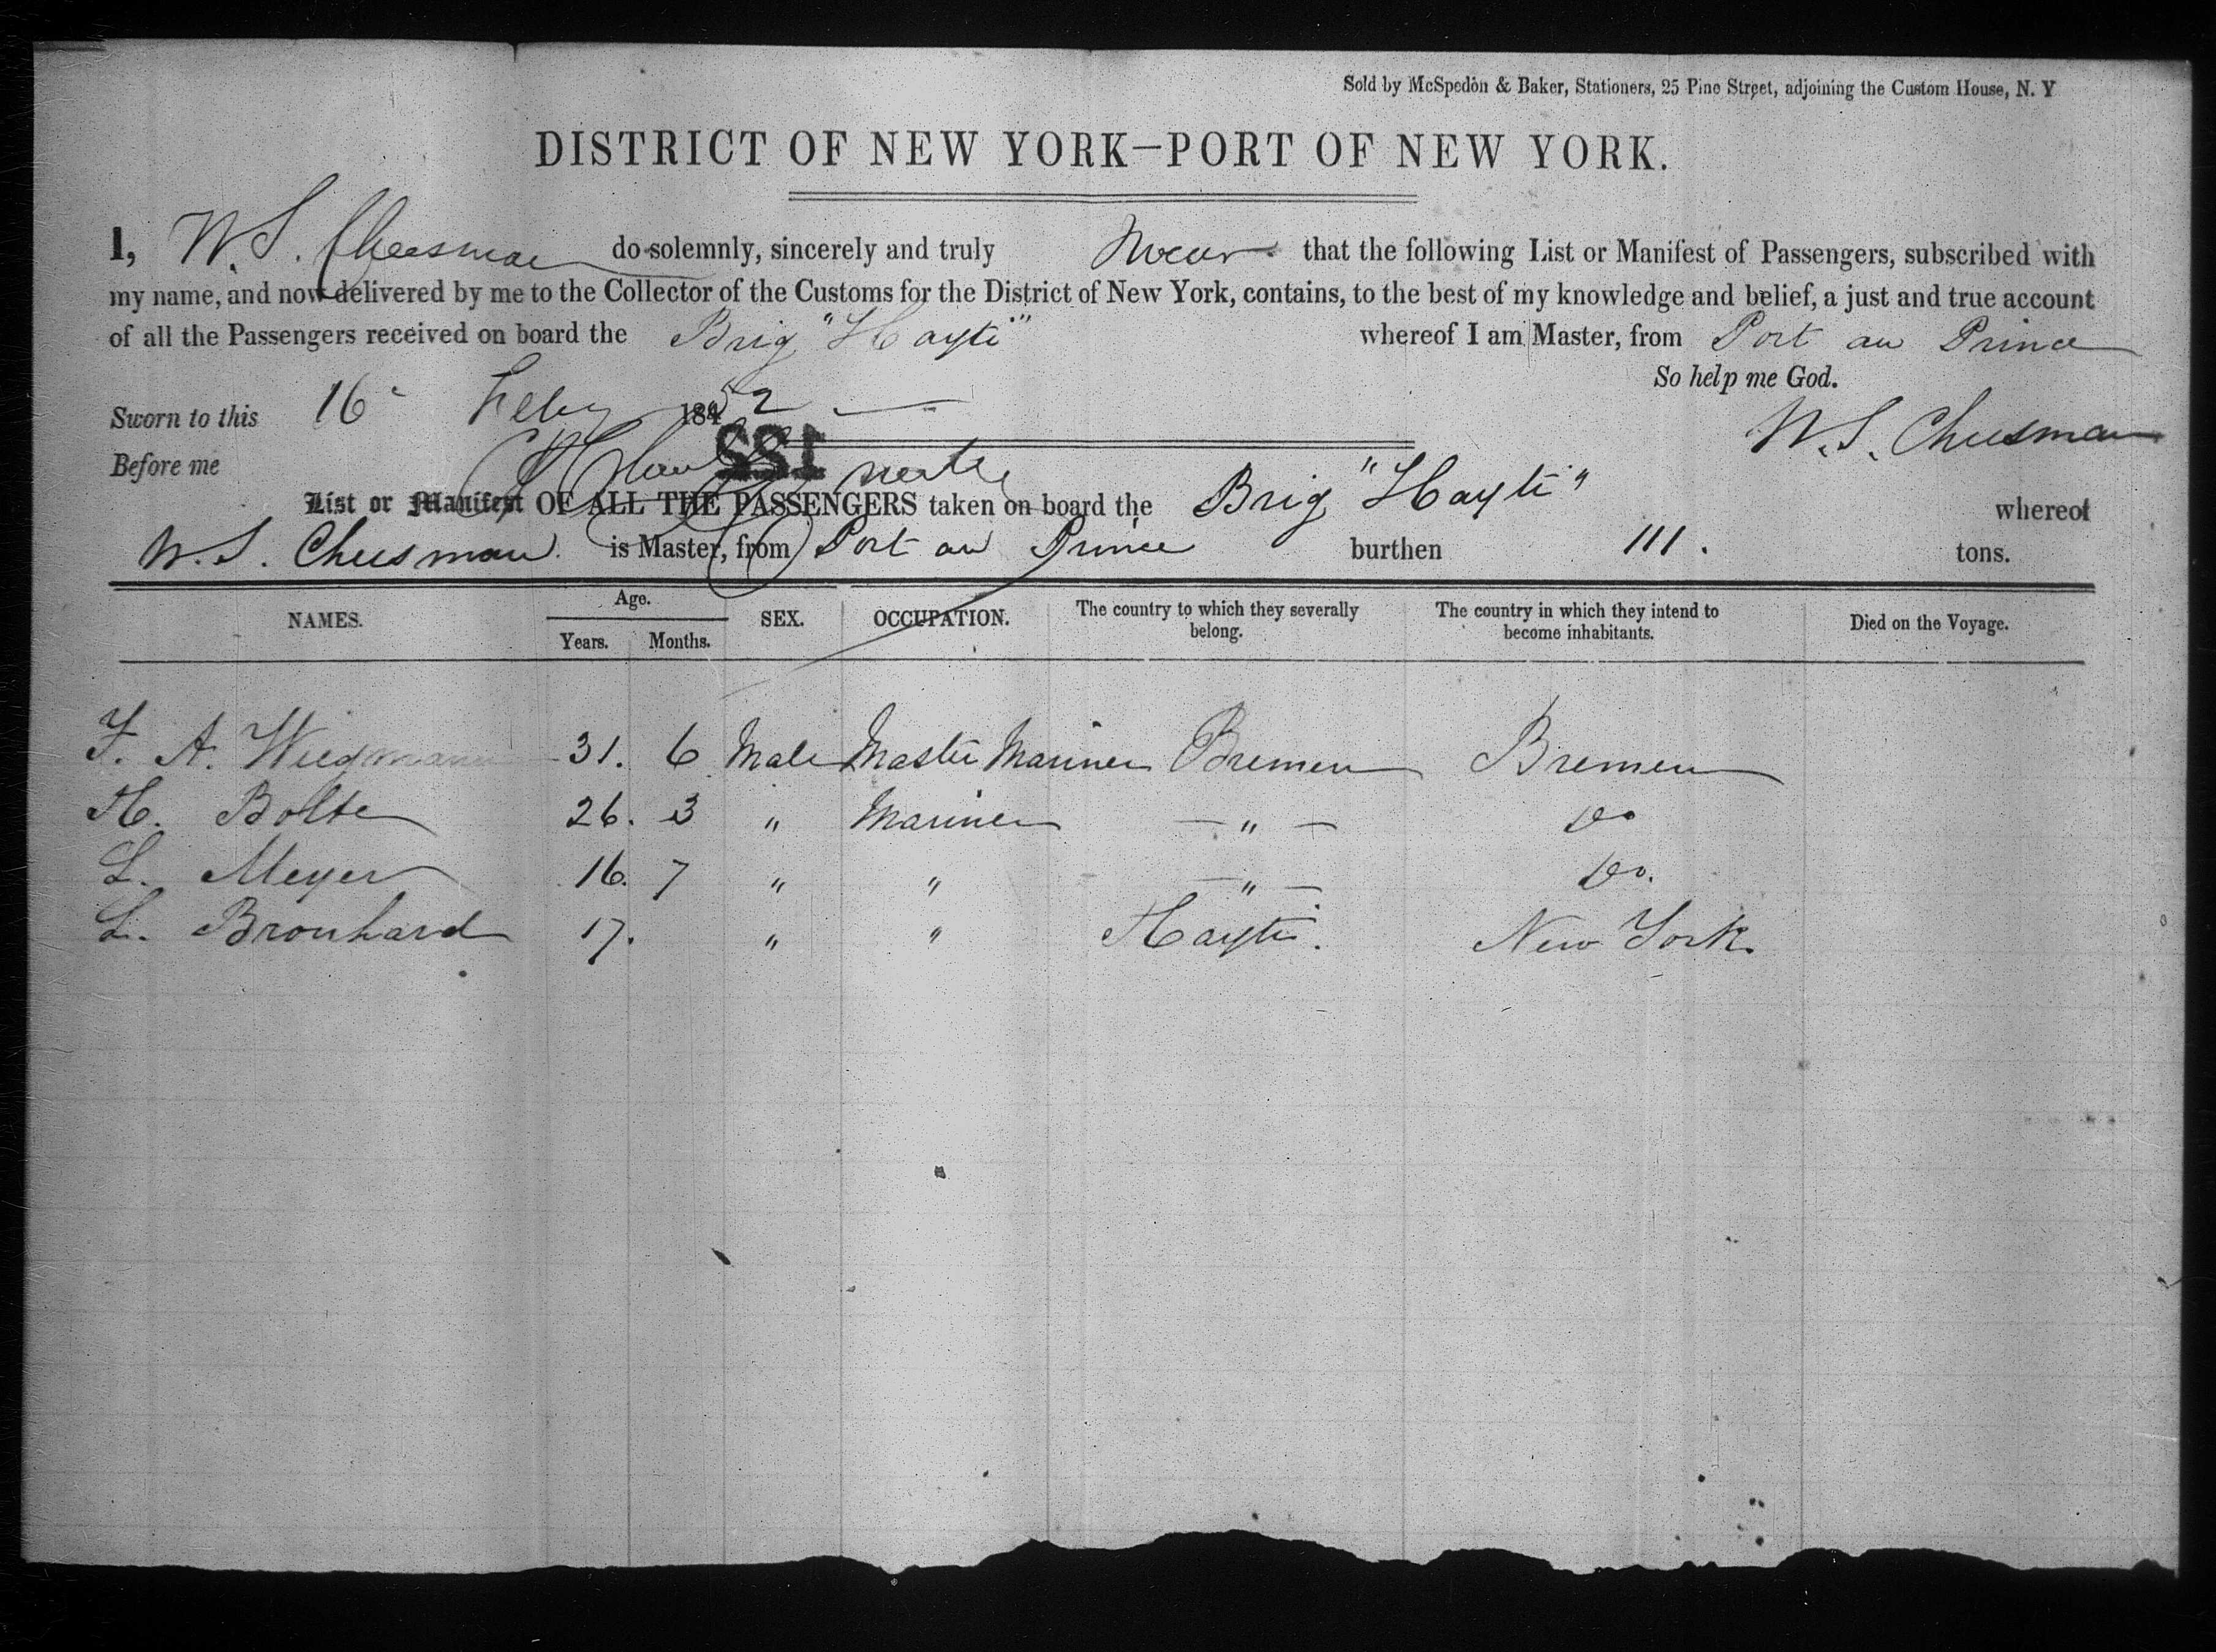 Sold by McSpedon & Baker, Stationers, 25 Pine Street, adjoining the Custom House, N. Y
DISTRICT OF NEW YORK—PORT OF NEW YORK.
I, W. S. Cheesman do solemnly, sincerely and truly Swear that the following List or Manifest of Passengers, subscribed with
my name, and now delivered by me to the Collector of the Customs for the District of New York, contains, to the best of my knowledge and belief, a just and true account
of all the Passengers received on board the Brig "Hayti" whereof I am Master, from Port au Prince
So help me God.
Sworn to this 16 Feby 1852
W. S. Cheesman
Before me
122
List or Manifest OF ALL THE PASSENGERS taken on board the Brig "Hayti" whereof
W. S. Cheesman is Master, from Port au Prince burthen 111. tons.
NAMES. Age. Years. Months. SEX. OCCUPATION. The country to which they severally belong. The country in which they intend to become inhabitants. Died on the Voyage.
F. A. Wiegmann 31. 6 Male Master Mariner Bremen Bremen
H. Bolte 26. 3 " Mariner — " — Do
L. Meyer 16. 7 " " — " — Do.
L. Brouhard 17. " " Hayti. New York.